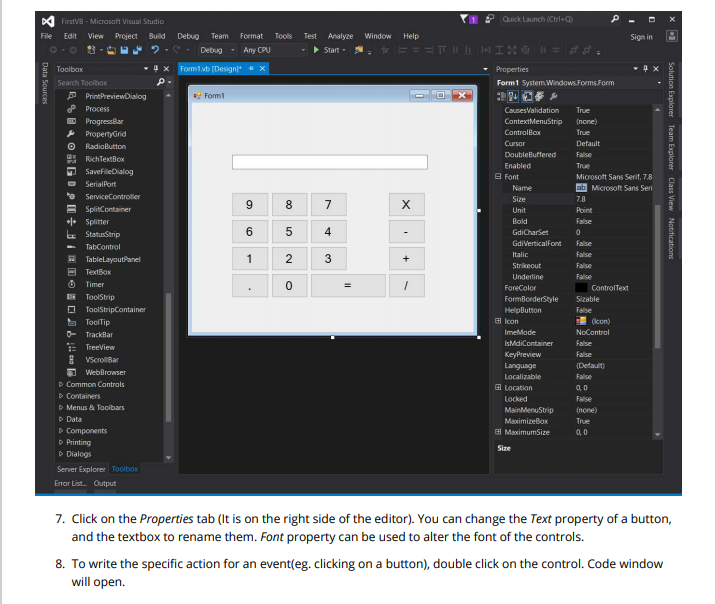 FirstVB - Microsoft Visual Studio
1
Quick Launch (Ctrl+Q)
File Edit View Project Build Debug Team Format Tools Test Analyze Window Help
Sign in
Debug Any CPU Start
Data Sources
Toolbox
Search Toolbox
PrintPreviewDialog
Process
ProgressBar
PropertyGrid
RadioButton
RichTextBox
SaveFileDialog
SerialPort
ServiceController
SplitContainer
Splitter
StatusStrip
TabControl
TableLayoutPanel
TextBox
Timer
ToolStrip
ToolStripContainer
ToolTip
TrackBar
TreeView
VScrollBar
WebBrowser
Common Controls
Containers
Menus & Toolbars
Data
Components
Printing
Dialogs
Server Explorer Toolbox
Error List... Output
Form1.vb [Design]*
Form1
9 8 7 X
6 5 4 -
1 2 3 +
. 0 = /
Properties
Form1 System.Windows.Forms.Form
CausesValidation True
ContextMenuStrip (none)
ControlBox True
Cursor Default
DoubleBuffered False
Enabled True
Font Microsoft Sans Serif, 7.8
Name ab Microsoft Sans Seri
Size 7.8
Unit Point
Bold False
GdiCharSet 0
GdiVerticalFont False
Italic False
Strikeout False
Underline False
ForeColor ControlText
FormBorderStyle Sizable
HelpButton False
Icon (Icon)
ImeMode NoControl
IsMdiContainer False
KeyPreview False
Language (Default)
Localizable False
Location 0, 0
Locked False
MainMenuStrip (none)
MaximizeBox True
MaximumSize 0, 0
Size
Solution Explorer
Team Explorer
Class View
Notifications
7. Click on the Properties tab (It is on the right side of the editor). You can change the Text property of a button,
and the textbox to rename them. Font property can be used to alter the font of the controls.
8. To write the specific action for an event(eg. clicking on a button), double click on the control. Code window
will open.